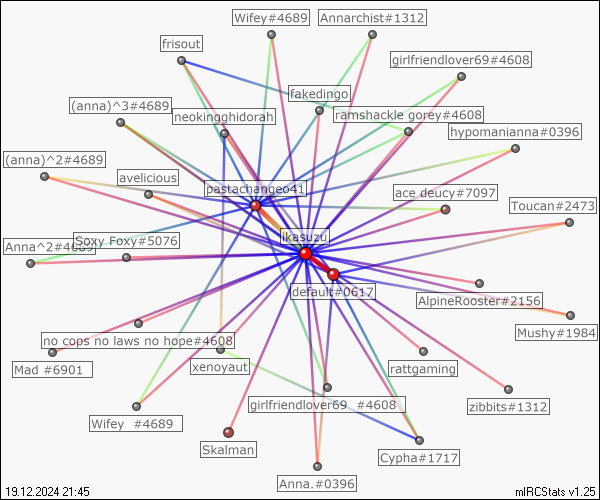 Wifey#4689
Annarchist#1312
frisout
girlfriendlover69#4608
fakedingo
(anna)^3#4689
neokingghidorah
ramshackle gorey#4608
hypomanianna#0396
(anna)^2#4689
avelicious
pastachangeo41
ace deucy#7097
Toucan#2473
Anna^2#4689
Soxy Foxy#5076
ikasuzu
default#0617
AlpineRooster#2156
Mushy#1984
no cops no laws no hope#4608
Mad #6901
xenoyaut
rattgaming
girlfriendlover69 #4608
zibbits#1312
Wifey #4689
Skalman
Cypha#1717
Anna.#0396
19.12.2024 21:45
mIRCStats v1.25